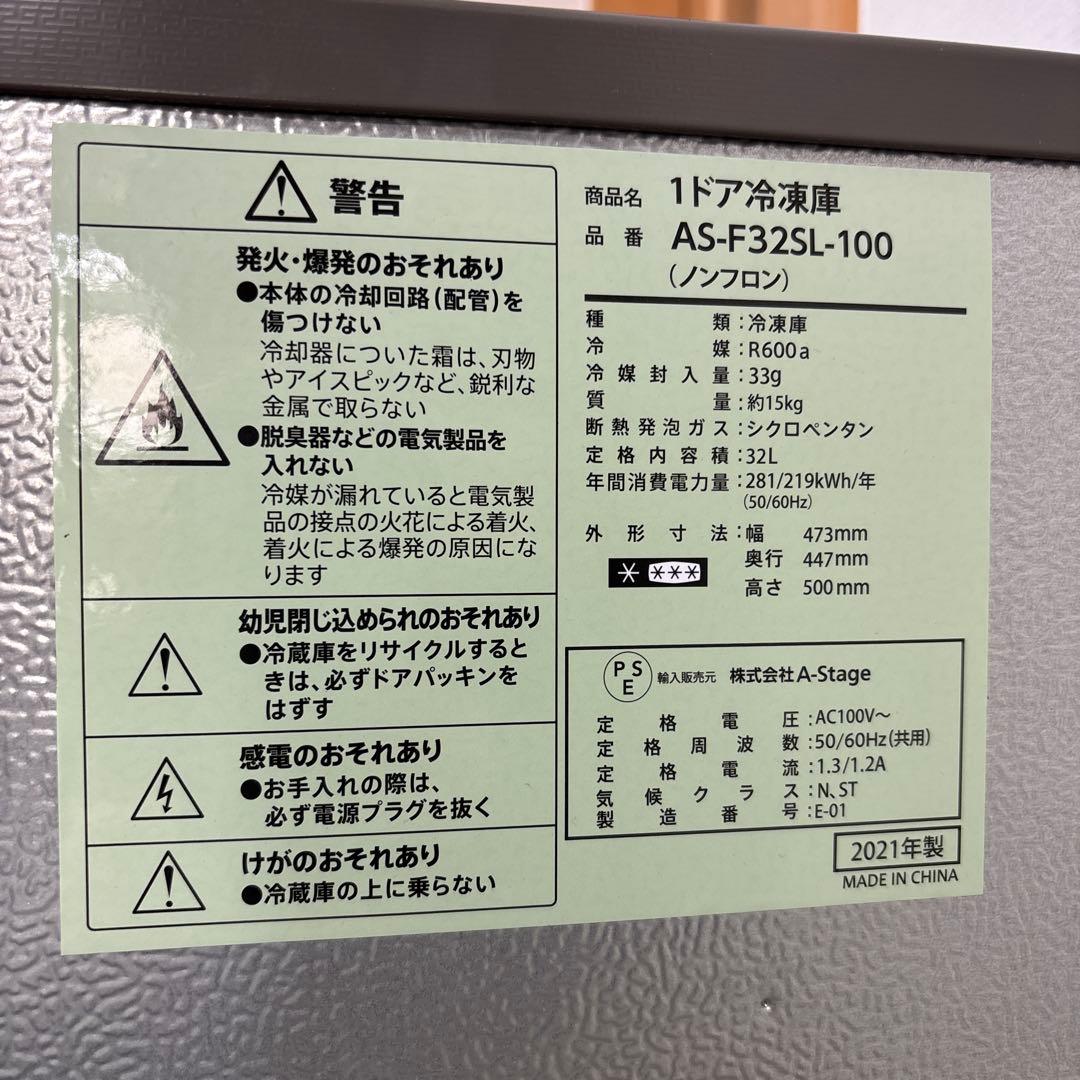 警告
発火・爆発のおそれあり
●本体の冷却回路(配管)を
傷つけない
冷却器についた霜は、刃物
やアイスピックなど、鋭利な
金属で取らない
●脱臭器などの電気製品を
入れない
冷媒が漏れていると電気製
品の接点の火花による着火、
着火による爆発の原因にな
ります
幼児閉じ込められのおそれあり
●冷蔵庫をリサイクルすると
きは、必ずドアパッキンを
はずす
感電のおそれあり
●お手入れの際は、
必ず電源プラグを抜く
けがのおそれあり
●冷蔵庫の上に乗らない
商品名 1ドア冷凍庫
品番 AS-F32SL-100
(ノンフロン)
種類:冷凍庫
冷媒:R600a
冷媒封入量:33g
質量:約15kg
断熱発泡ガス:シクロペンタン
定格内容積:32L
年間消費電力量:281/219kWh/年
(50/60Hz)
外形寸法:幅 473mm
奥行 447mm
高さ 500mm
PSE 輸入販売元 株式会社A-Stage
定格電圧:AC100V～
定格周波数:50/60Hz(共用)
定格電流:1.3/1.2A
気候クラス:N、ST
製造番号:E-01
2021年製
MADE IN CHINA